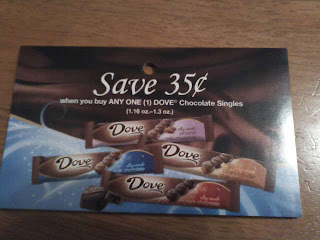 Save 35¢
when you buy ANY ONE (1) DOVE® Chocolate Singles
(1.16 oz.–1.3 oz.)
Dove
Dove
Dove
Dove